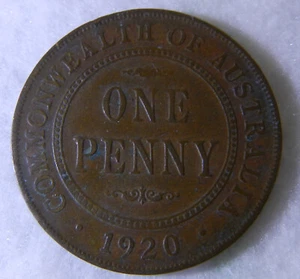 COMMONWEALTH OF AUSTRALIA
ONE
PENNY
1920